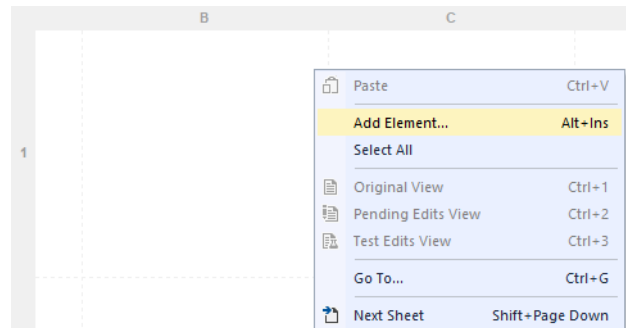 B C
Paste Ctrl+V
Add Element... Alt+Ins
1
Select All
Original View Ctrl+1
Pending Edits View Ctrl+2
Test Edits View Ctrl+3
Go To... Ctrl+G
Next Sheet Shift+Page Down